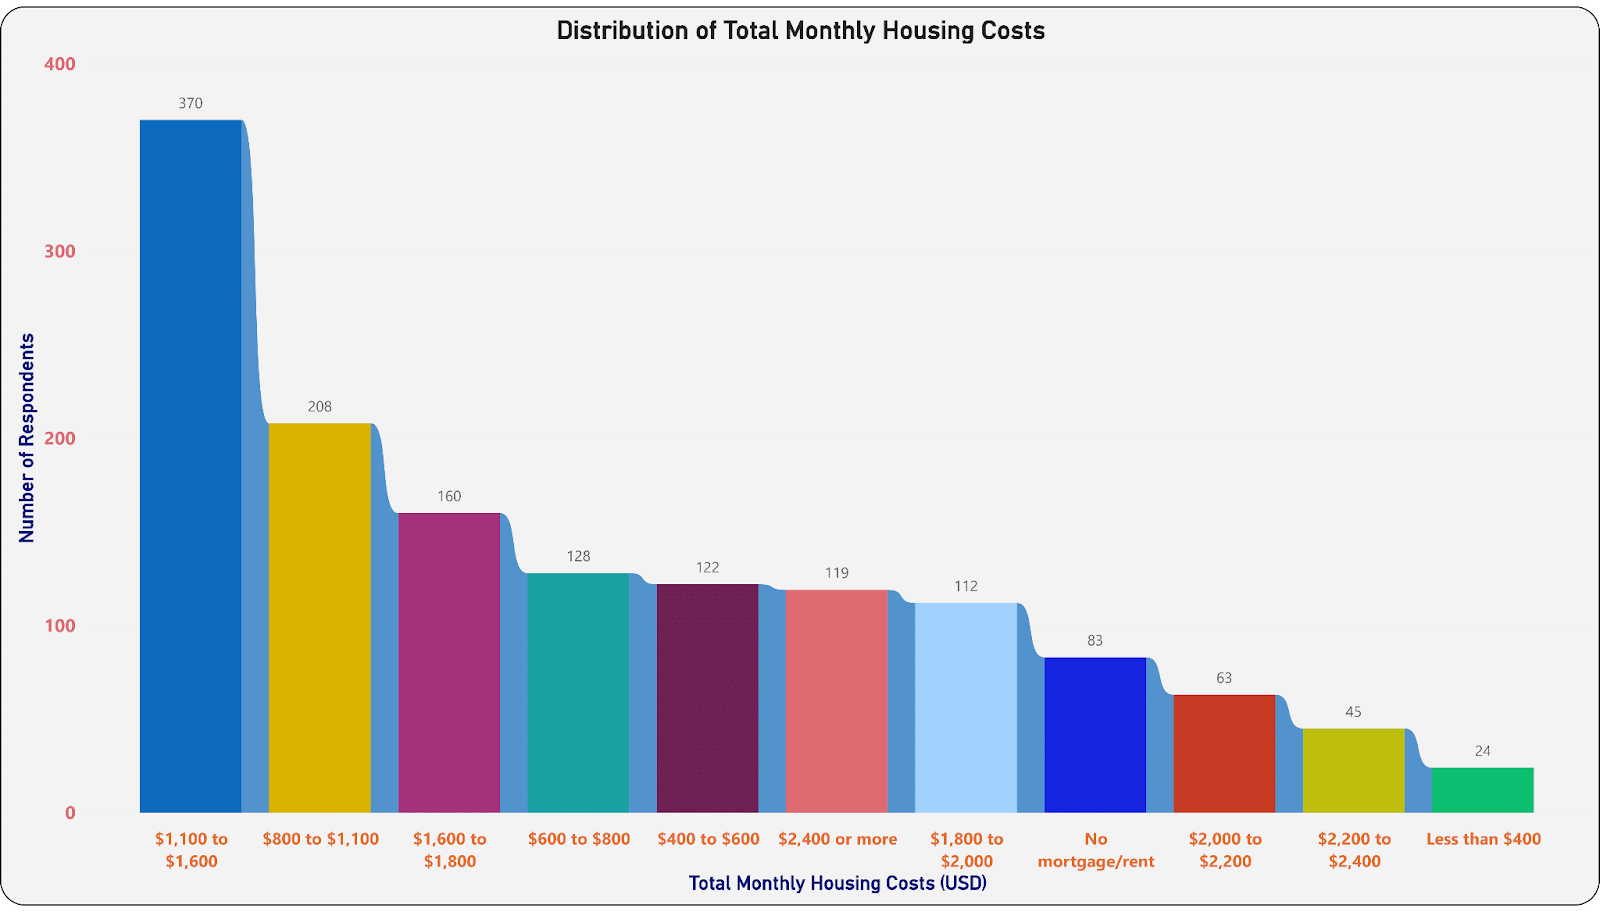 Distribution of Total Monthly Housing Costs
400
300
200
100
0
Number of Respondents
370
208
160
128
122
119
112
83
63
45
24
$1,100 to
$1,600
$800 to $1,100
$1,600 to
$1,800
$600 to $800
$400 to $600
$2,400 or more
$1,800 to
$2,000
No
mortgage/rent
$2,000 to
$2,200
$2,200 to
$2,400
Less than $400
Total Monthly Housing Costs (USD)